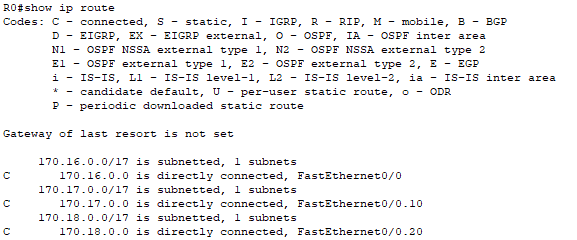 R0#show ip route
Codes: C - connected, S - static, I - IGRP, R - RIP, M - mobile, B - BGP
D - EIGRP, EX - EIGRP external, O - OSPF, IA - OSPF inter area
N1 - OSPF NSSA external type 1, N2 - OSPF NSSA external type 2
E1 - OSPF external type 1, E2 - OSPF external type 2, E - EGP
i - IS-IS, L1 - IS-IS level-1, L2 - IS-IS level-2, ia - IS-IS inter area
* - candidate default, U - per-user static route, o - ODR
P - periodic downloaded static route
Gateway of last resort is not set
170.16.0.0/17 is subnetted, 1 subnets
C 170.16.0.0 is directly connected, FastEthernet0/0
170.17.0.0/17 is subnetted, 1 subnets
C 170.17.0.0 is directly connected, FastEthernet0/0.10
170.18.0.0/17 is subnetted, 1 subnets
C 170.18.0.0 is directly connected, FastEthernet0/0.20